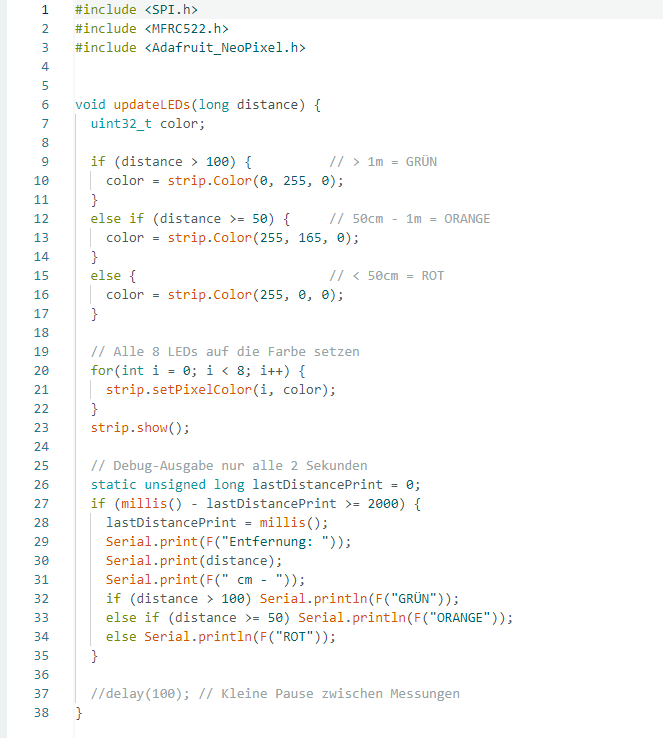 1 #include <SPI.h>
2 #include <MFRC522.h>
3 #include <Adafruit_NeoPixel.h>
4
5
6 void updateLEDs(long distance) {
7   uint32_t color;
8
9   if (distance > 100) {          // > 1m = GRÜN
10     color = strip.Color(0, 255, 0);
11   }
12   else if (distance >= 50) {     // 50cm - 1m = ORANGE
13     color = strip.Color(255, 165, 0);
14   }
15   else {                         // < 50cm = ROT
16     color = strip.Color(255, 0, 0);
17   }
18
19   // Alle 8 LEDs auf die Farbe setzen
20   for(int i = 0; i < 8; i++) {
21     strip.setPixelColor(i, color);
22   }
23   strip.show();
24
25   // Debug-Ausgabe nur alle 2 Sekunden
26   static unsigned long lastDistancePrint = 0;
27   if (millis() - lastDistancePrint >= 2000) {
28     lastDistancePrint = millis();
29     Serial.print(F("Entfernung: "));
30     Serial.print(distance);
31     Serial.print(F(" cm - "));
32     if (distance > 100) Serial.println(F("GRÜN"));
33     else if (distance >= 50) Serial.println(F("ORANGE"));
34     else Serial.println(F("ROT"));
35   }
36
37   //delay(100); // Kleine Pause zwischen Messungen
38 }